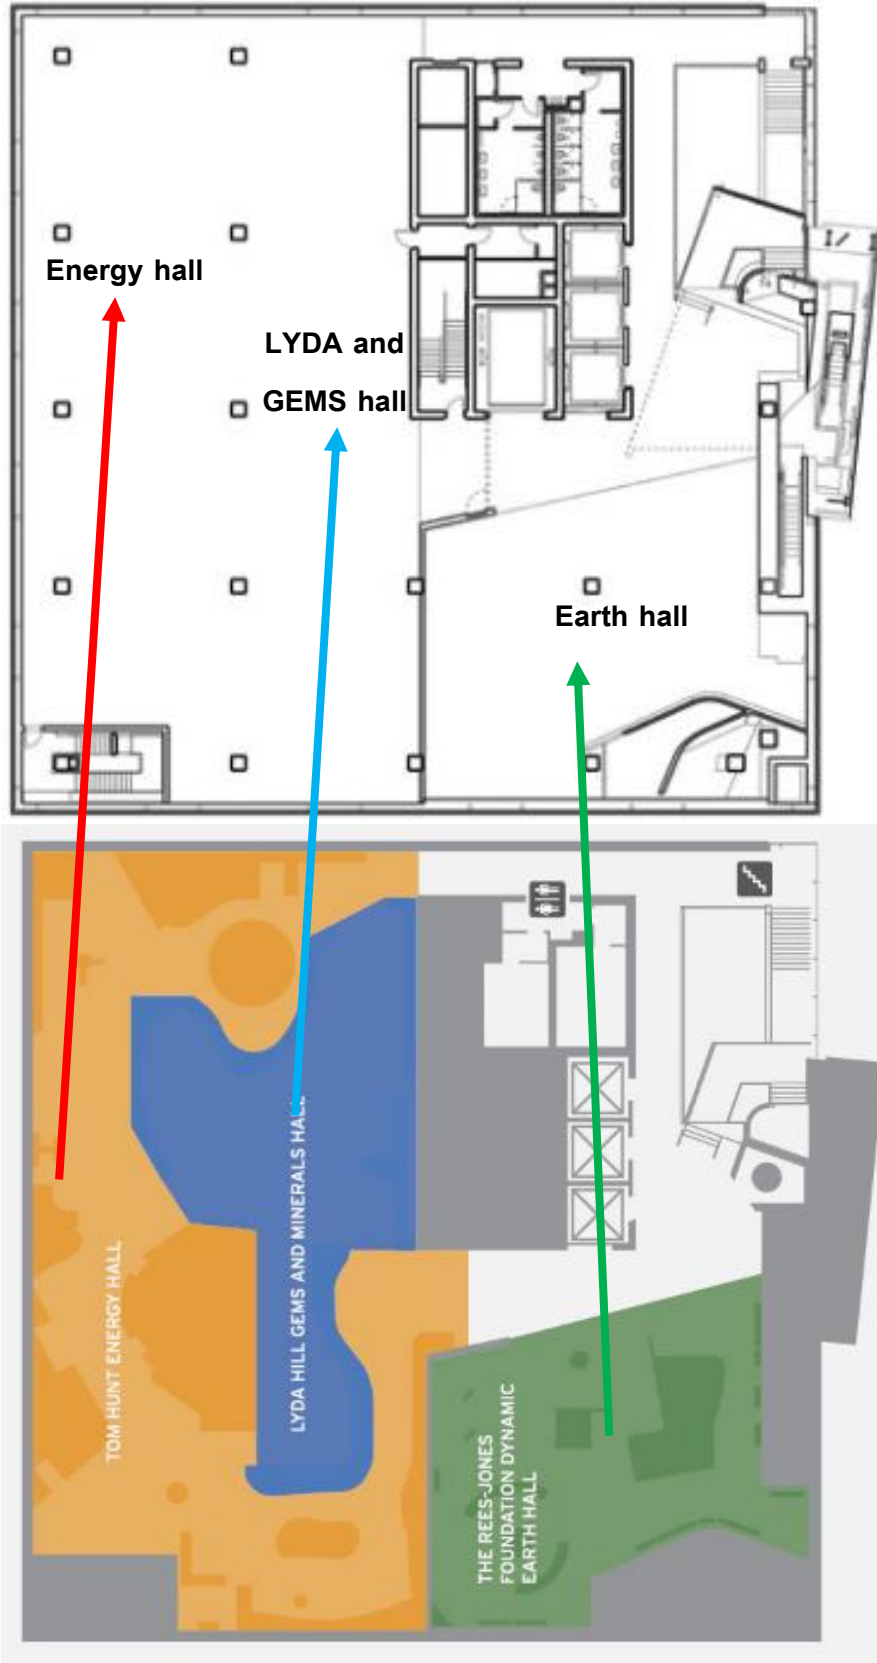 Energy hall
LYDA and
GEMS hall
Earth hall
TOM HUNT ENERGY HALL
LYDA HILL GEMS AND MINERALS HALL
THE REES-JONES
FOUNDATION DYNAMIC
EARTH HALL